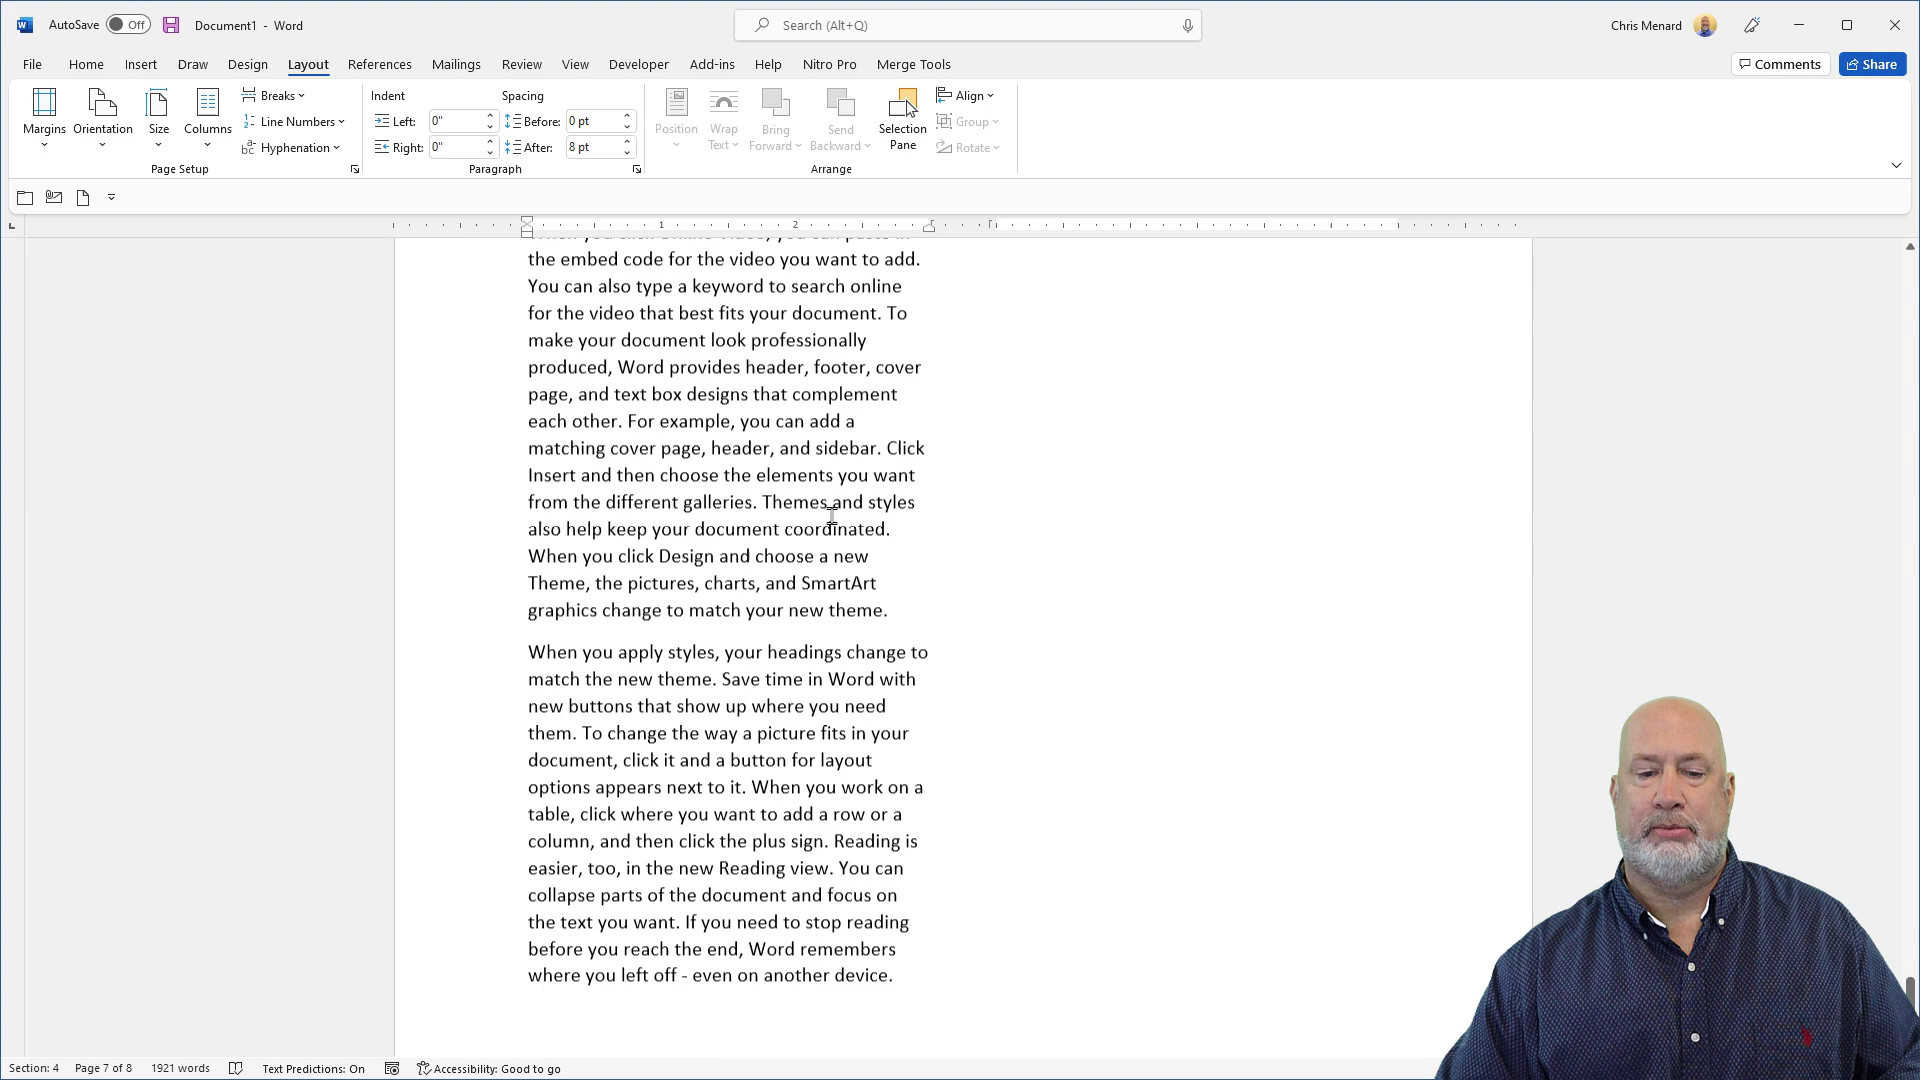 AutoSave Off Document1 - Word Search (Alt+Q) Chris Menard
File Home Insert Draw Design Layout References Mailings Review View Developer Add-ins Help Nitro Pro Merge Tools Comments Share
Margins Orientation Size Columns
Breaks
Line Numbers
Hyphenation
Page Setup
Indent Spacing
Left: 0" Before: 0 pt
Right: 0" After: 8 pt
Paragraph
Position Wrap Text Bring Forward Send Backward Selection Pane
Align
Group
Rotate
Arrange
1 2
When you click Online Video, you can paste in
the embed code for the video you want to add.
You can also type a keyword to search online
for the video that best fits your document. To
make your document look professionally
produced, Word provides header, footer, cover
page, and text box designs that complement
each other. For example, you can add a
matching cover page, header, and sidebar. Click
Insert and then choose the elements you want
from the different galleries. Themes and styles
also help keep your document coordinated.
When you click Design and choose a new
Theme, the pictures, charts, and SmartArt
graphics change to match your new theme.
When you apply styles, your headings change to
match the new theme. Save time in Word with
new buttons that show up where you need
them. To change the way a picture fits in your
document, click it and a button for layout
options appears next to it. When you work on a
table, click where you want to add a row or a
column, and then click the plus sign. Reading is
easier, too, in the new Reading view. You can
collapse parts of the document and focus on
the text you want. If you need to stop reading
before you reach the end, Word remembers
where you left off - even on another device.
Section: 4 Page 7 of 8 1921 words Text Predictions: On Accessibility: Good to go